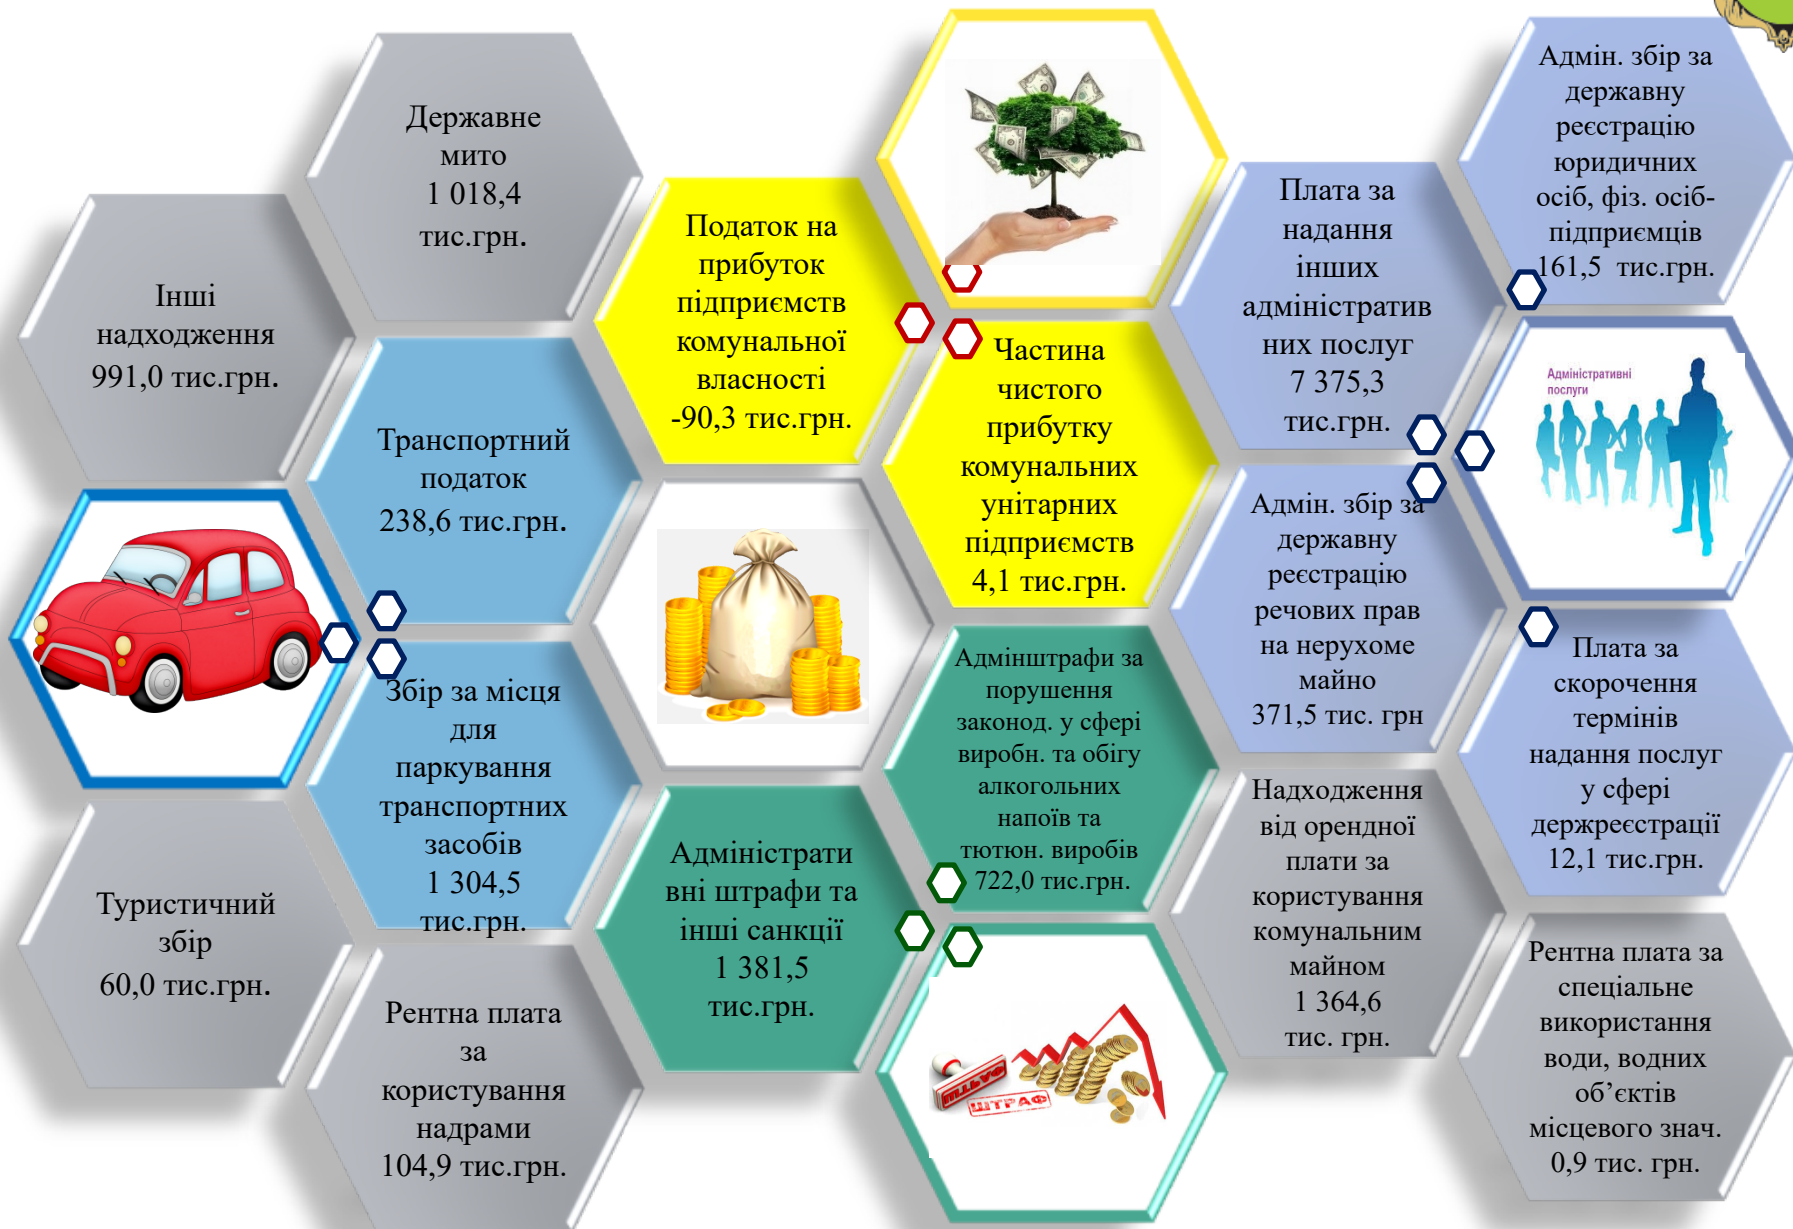 Державне
мито
1 018,4
тис.грн.
Інші
надходження
991,0 тис.грн.
Транспортний
податок
238,6 тис.грн.
Збір за місця
для
паркування
транспортних
засобів
1 304,5
тис.грн.
Туристичний
збір
60,0 тис.грн.
Рентна плата
за
користування
надрами
104,9 тис.грн.
Податок на
прибуток
підприємств
комунальної
власності
-90,3 тис.грн.
Частина
чистого
прибутку
комунальних
унітарних
підприємств
4,1 тис.грн.
Адміністрати
вні штрафи та
інші санкції
1 381,5
тис.грн.
Адмінштрафи за
порушення
законод. у сфері
виробн. та обігу
алкогольних
напоїв та
тютюн. виробів
722,0 тис.грн.
ШТРАФ
ШТРАФ
Плата за
надання
інших
адміністратив
них послуг
7 375,3
тис.грн.
Адмін. збір за
державну
реєстрацію
речових прав
на нерухоме
майно
371,5 тис. грн
Надходження
від орендної
плати за
користування
комунальним
майном
1 364,6
тис. грн.
Адмін. збір за
державну
реєстрацію
юридичних
осіб, фіз. осіб-
підприємців
161,5 тис.грн.
Адміністративні
послуги
Плата за
скорочення
термінів
надання послуг
у сфері
держреєстрації
12,1 тис.грн.
Рентна плата за
спеціальне
використання
води, водних
об’єктів
місцевого знач.
0,9 тис. грн.